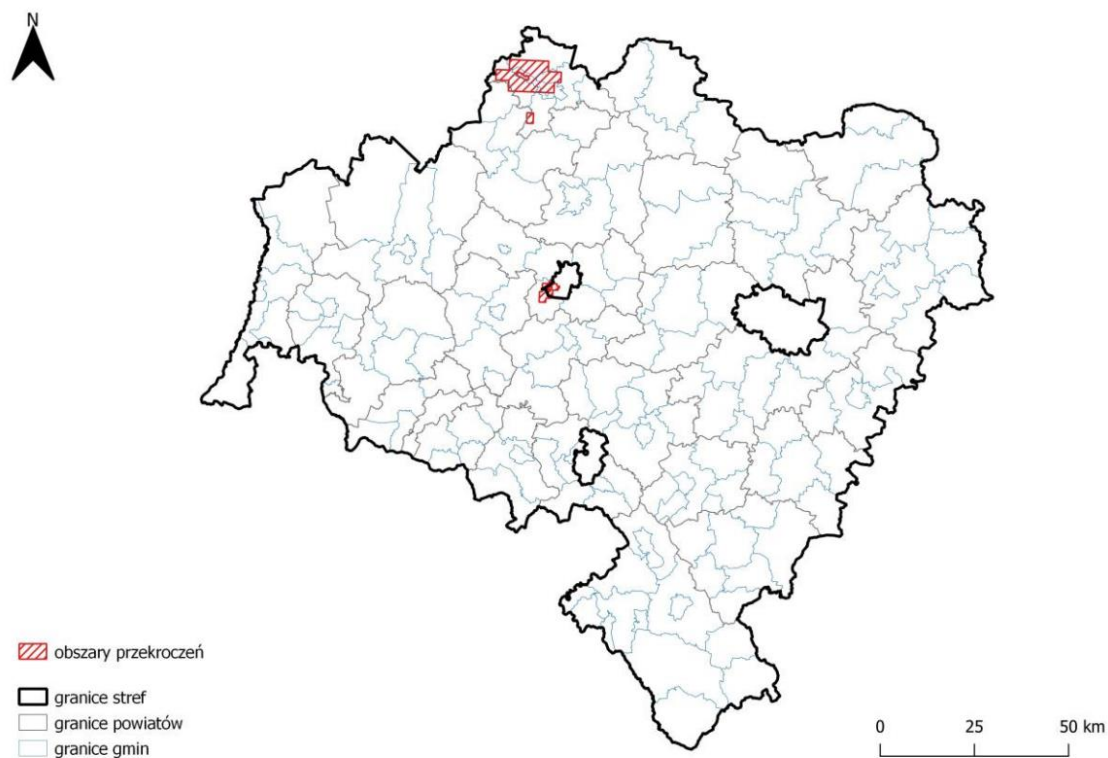 N
obszary przekroczeń
granice stref
granice powiatów
granice gmin
0 25 50 km